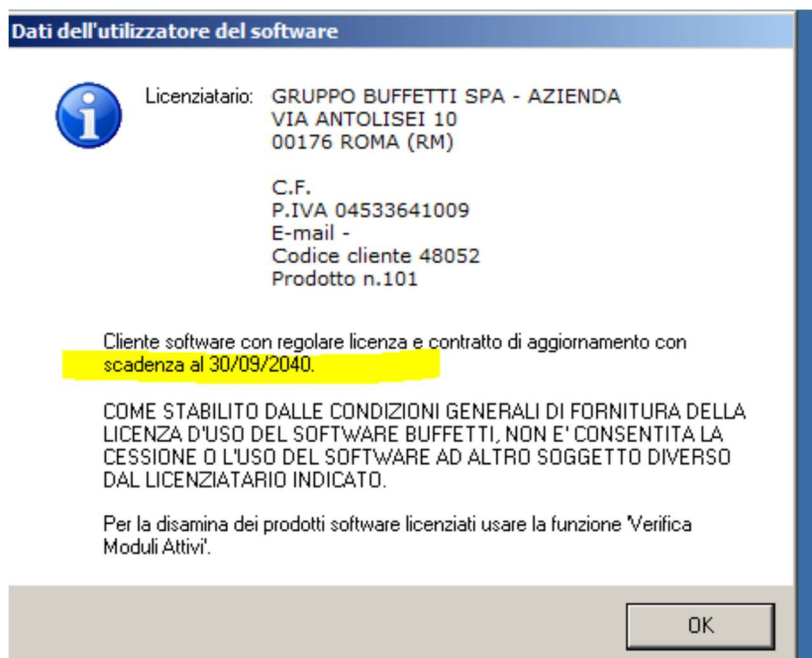 Dati dell'utilizzatore del software
Licenziatario: GRUPPO BUFFETTI SPA - AZIENDA
VIA ANTOLISEI 10
00176 ROMA (RM)
C.F.
P.IVA 04533641009
E-mail -
Codice cliente 48052
Prodotto n.101
Cliente software con regolare licenza e contratto di aggiornamento con
scadenza al 30/09/2040.
COME STABILITO DALLE CONDIZIONI GENERALI DI FORNITURA DELLA
LICENZA D'USO DEL SOFTWARE BUFFETTI, NON E' CONSENTITA LA
CESSIONE O L'USO DEL SOFTWARE AD ALTRO SOGGETTO DIVERSO
DAL LICENZIATARIO INDICATO.
Per la disamina dei prodotti software licenziati usare la funzione 'Verifica
Moduli Attivi'.
OK